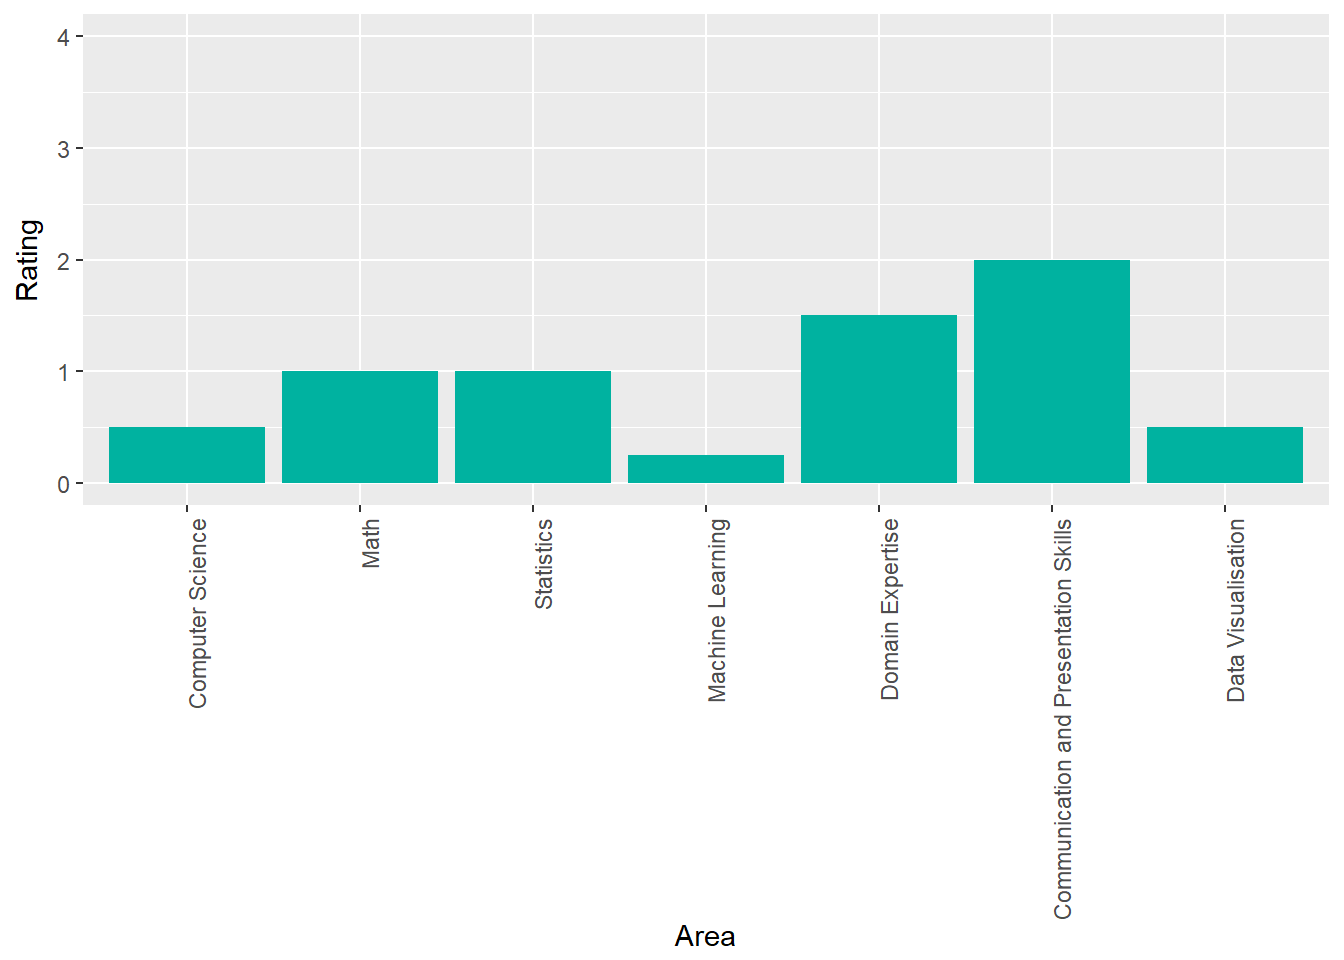 4
3
2
1
0
Rating
Computer Science
Math
Statistics
Machine Learning
Domain Expertise
Communication and Presentation Skills
Data Visualisation
Area